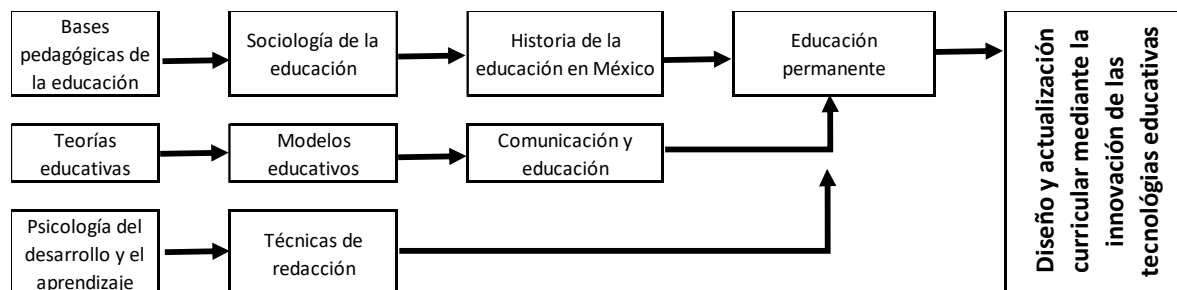 Bases
pedagógicas de
la educación
Sociología de la
educación
Historia de la
educación en México
Educación
permanente
Teorías
educativas
Modelos
educativos
Comunicación y
educación
Psicología del
desarrollo y el
aprendizaje
Técnicas de
redacción
Diseño y actualización
curricular mediante la
innovación de las
tecnológias educativas